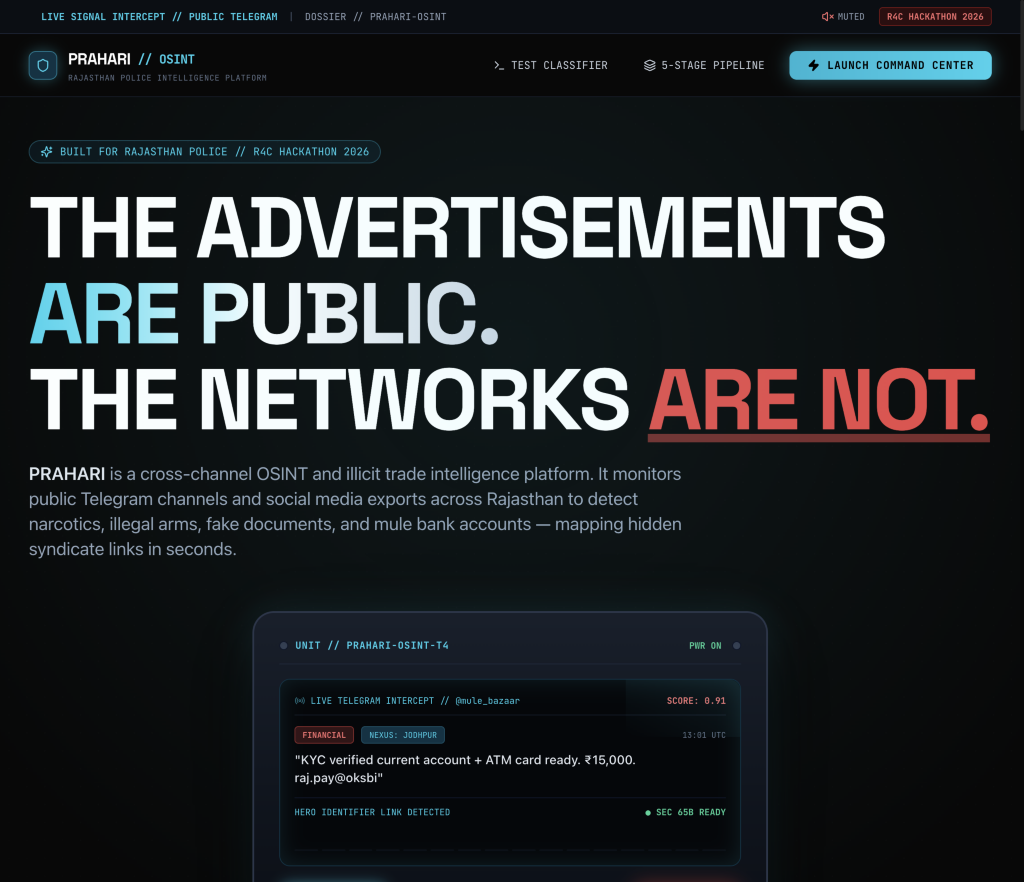 LIVE SIGNAL INTERCEPT // PUBLIC TELEGRAM | DOSSIER // PRAHARI-OSINT
MUTED
R4C HACKATHON 2026
PRAHARI // OSINT
RAJASTHAN POLICE INTELLIGENCE PLATFORM
TEST CLASSIFIER
5-STAGE PIPELINE
LAUNCH COMMAND CENTER
BUILT FOR RAJASTHAN POLICE // R4C HACKATHON 2026
THE ADVERTISEMENTS
ARE PUBLIC.
THE NETWORKS ARE NOT.
PRAHARI is a cross-channel OSINT and illicit trade intelligence platform. It monitors
public Telegram channels and social media exports across Rajasthan to detect
narcotics, illegal arms, fake documents, and mule bank accounts — mapping hidden
syndicate links in seconds.
UNIT // PRAHARI-OSINT-T4
PWR ON
LIVE TELEGRAM INTERCEPT // @mule_bazaar
SCORE: 0.91
FINANCIAL
NEXUS: JODHPUR
13:01 UTC
"KYC verified current account + ATM card ready. ₹15,000.
raj.pay@oksbi"
HERO IDENTIFIER LINK DETECTED
● SEC 65B READY